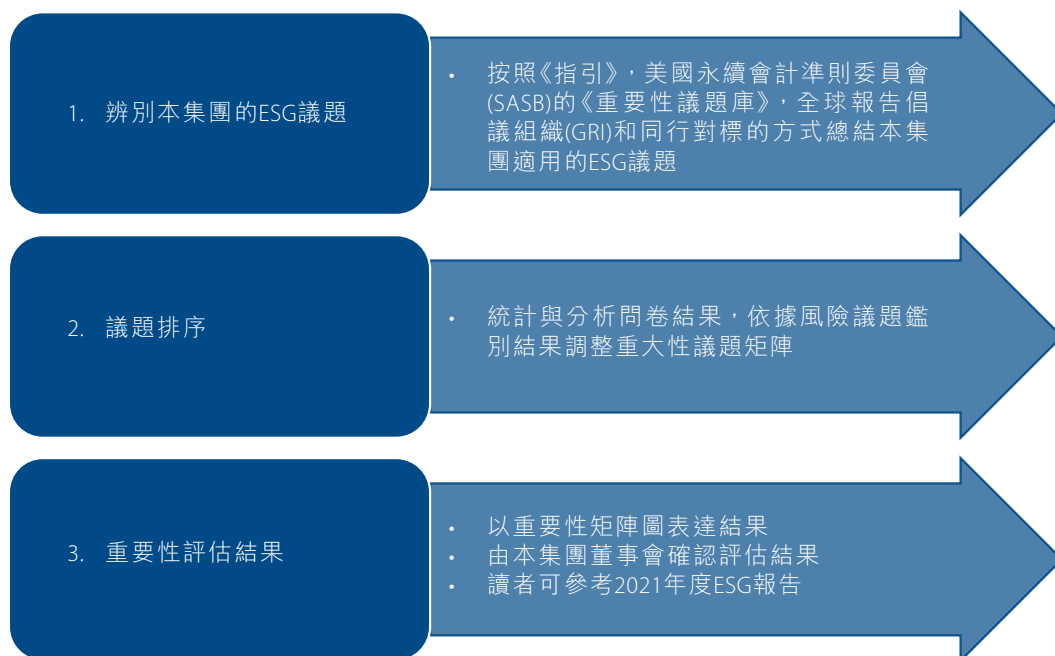 1. 辨別本集團的ESG議題
• 按照《指引》，美國永續會計準則委員會
(SASB)的《重要性議題庫》，全球報告倡
議組織(GRI)和同行對標的方式總結本集
團適用的ESG議題
2. 議題排序
• 統計與分析問卷結果，依據風險議題鑑
別結果調整重大性議題矩陣
3. 重要性評估結果
• 以重要性矩陣圖表達結果
• 由本集團董事會確認評估結果
• 讀者可參考2021年度ESG報告